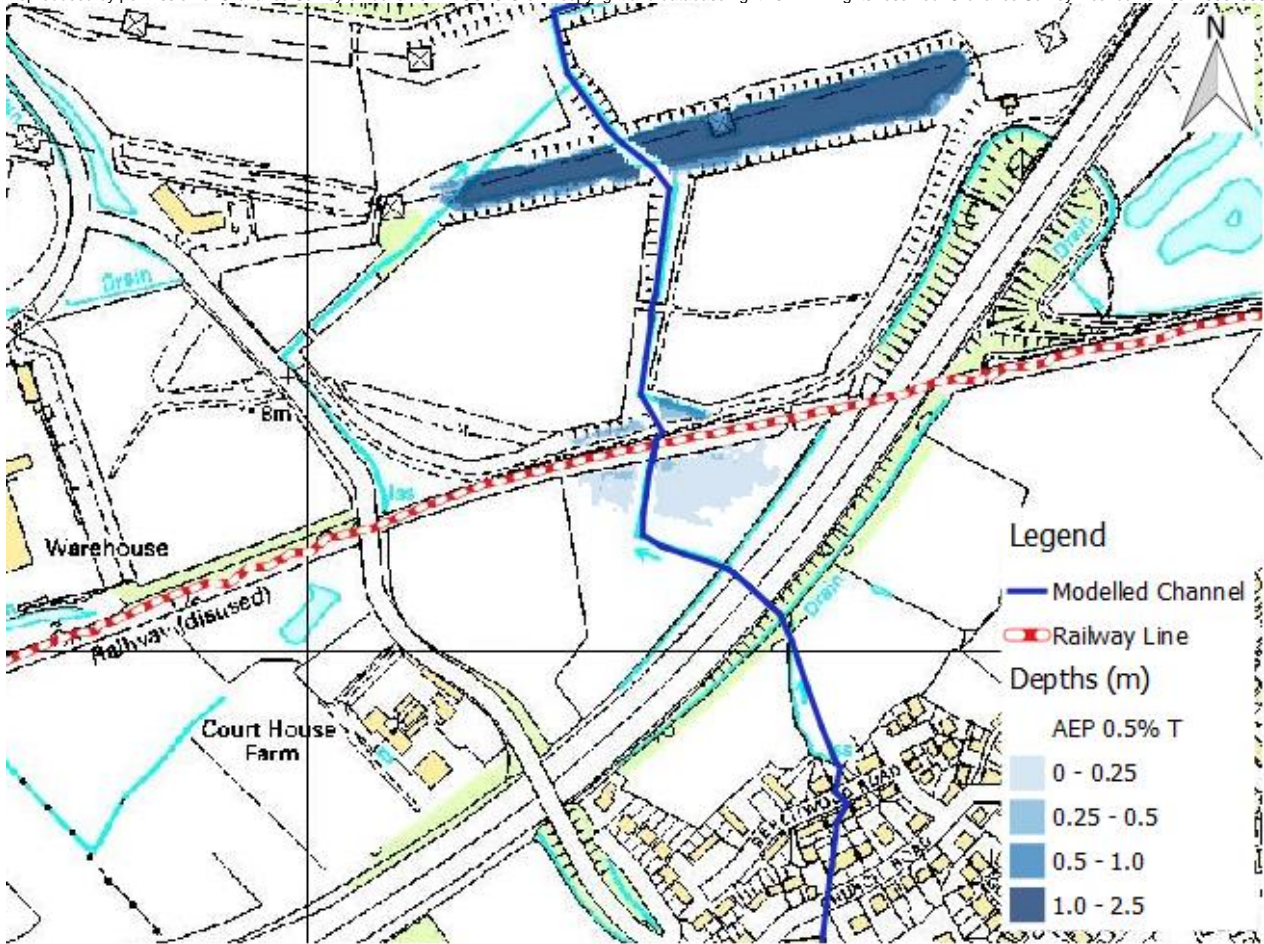 N
Drain
Drain
8m
Iss
Warehouse
Railway (disused)
Drain
Court House
Farm
Legend
Modelled Channel
Railway Line
Depths (m)
AEP 0.5% T
0 - 0.25
0.25 - 0.5
0.5 - 1.0
1.0 - 2.5